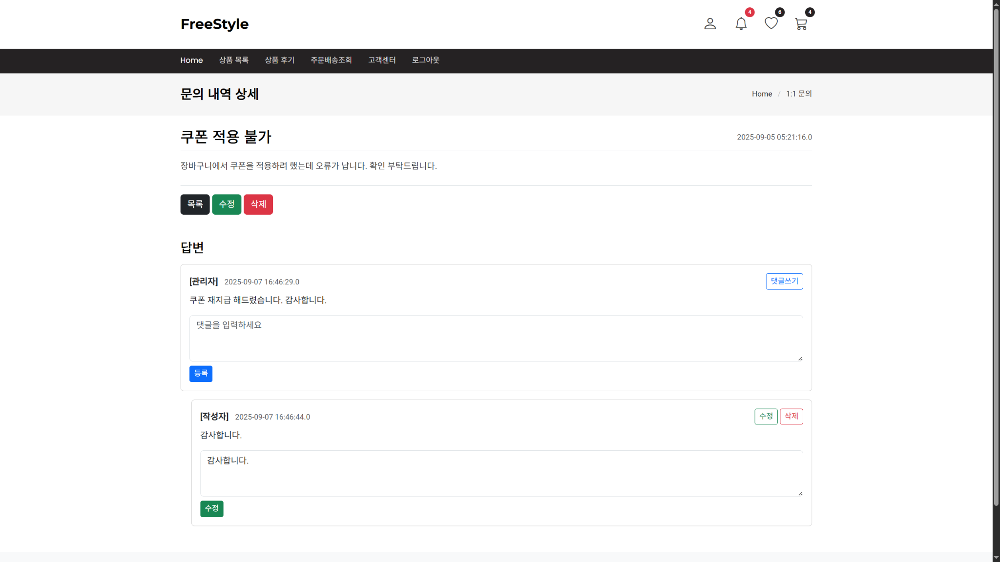 FreeStyle
4
6
4
Home 상품 목록 상품 후기 주문배송조회 고객센터 로그아웃
문의 내역 상세
Home / 1:1 문의
쿠폰 적용 불가
2025-09-05 05:21:16.0
장바구니에서 쿠폰을 적용하려 했는데 오류가 납니다. 확인 부탁드립니다.
목록 수정 삭제
답변
[관리자] 2025-09-07 16:46:29.0
댓글쓰기
쿠폰 재지급 해드렸습니다. 감사합니다.
댓글을 입력하세요
등록
[작성자] 2025-09-07 16:46:44.0
수정 삭제
감사합니다.
감사합니다.
수정